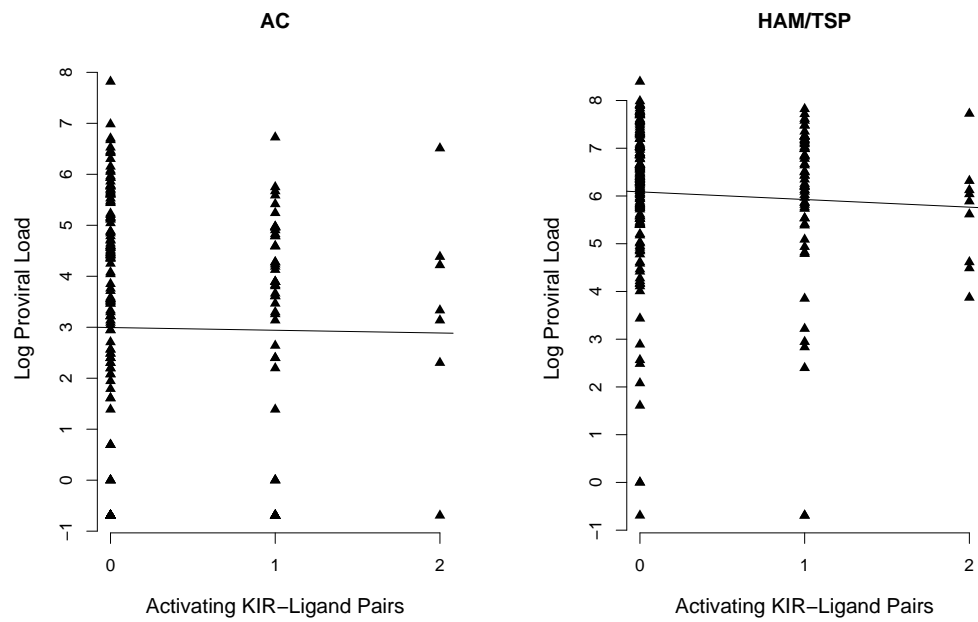 AC
8
7
6
5
4
3
2
1
0
−1
Log Proviral Load
0 1 2
Activating KIR−Ligand Pairs
HAM/TSP
8
7
6
5
4
3
2
1
0
−1
Log Proviral Load
0 1 2
Activating KIR−Ligand Pairs